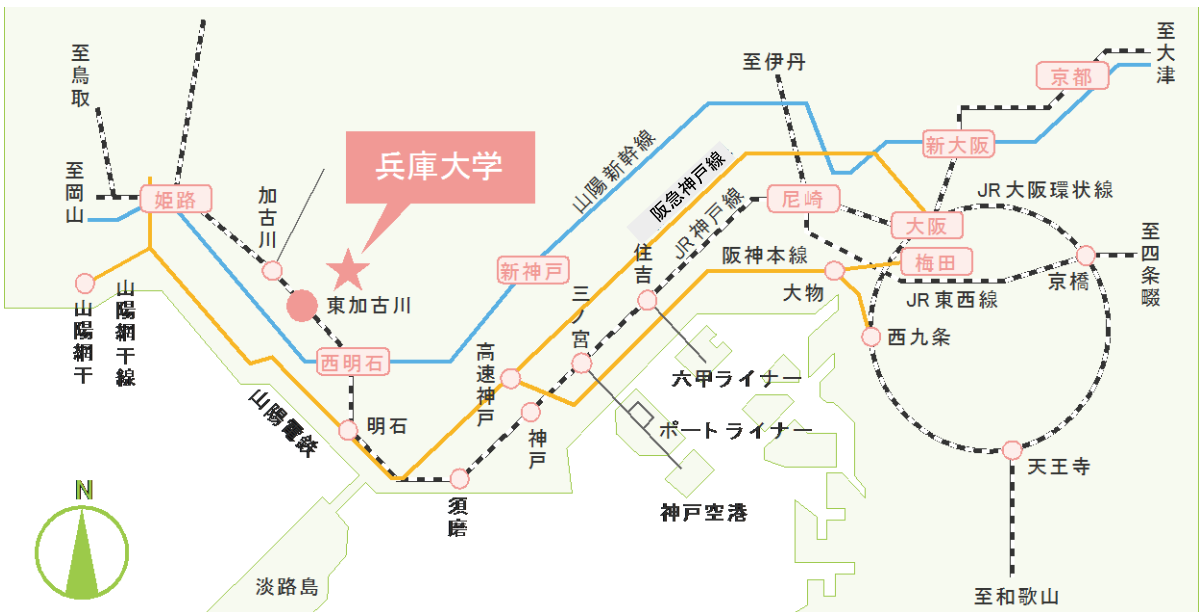 至大津
京都
至鳥取
至伊丹
新大阪
兵庫大学
山陽新幹線
阪急神戸線
JR神戸線
至岡山
姫路
加古川
尼崎
JR大阪環状線
大阪
至四条畷
住吉
阪神本線
梅田
新神戸
京橋
山陽網干
山陽網干線
東加古川
三ノ宮
大物
JR東西線
西九条
西明石
高速神戸
六甲ライナー
山陽電鉄
明石
神戸
ポートライナー
天王寺
N
須磨
神戸空港
淡路島
至和歌山